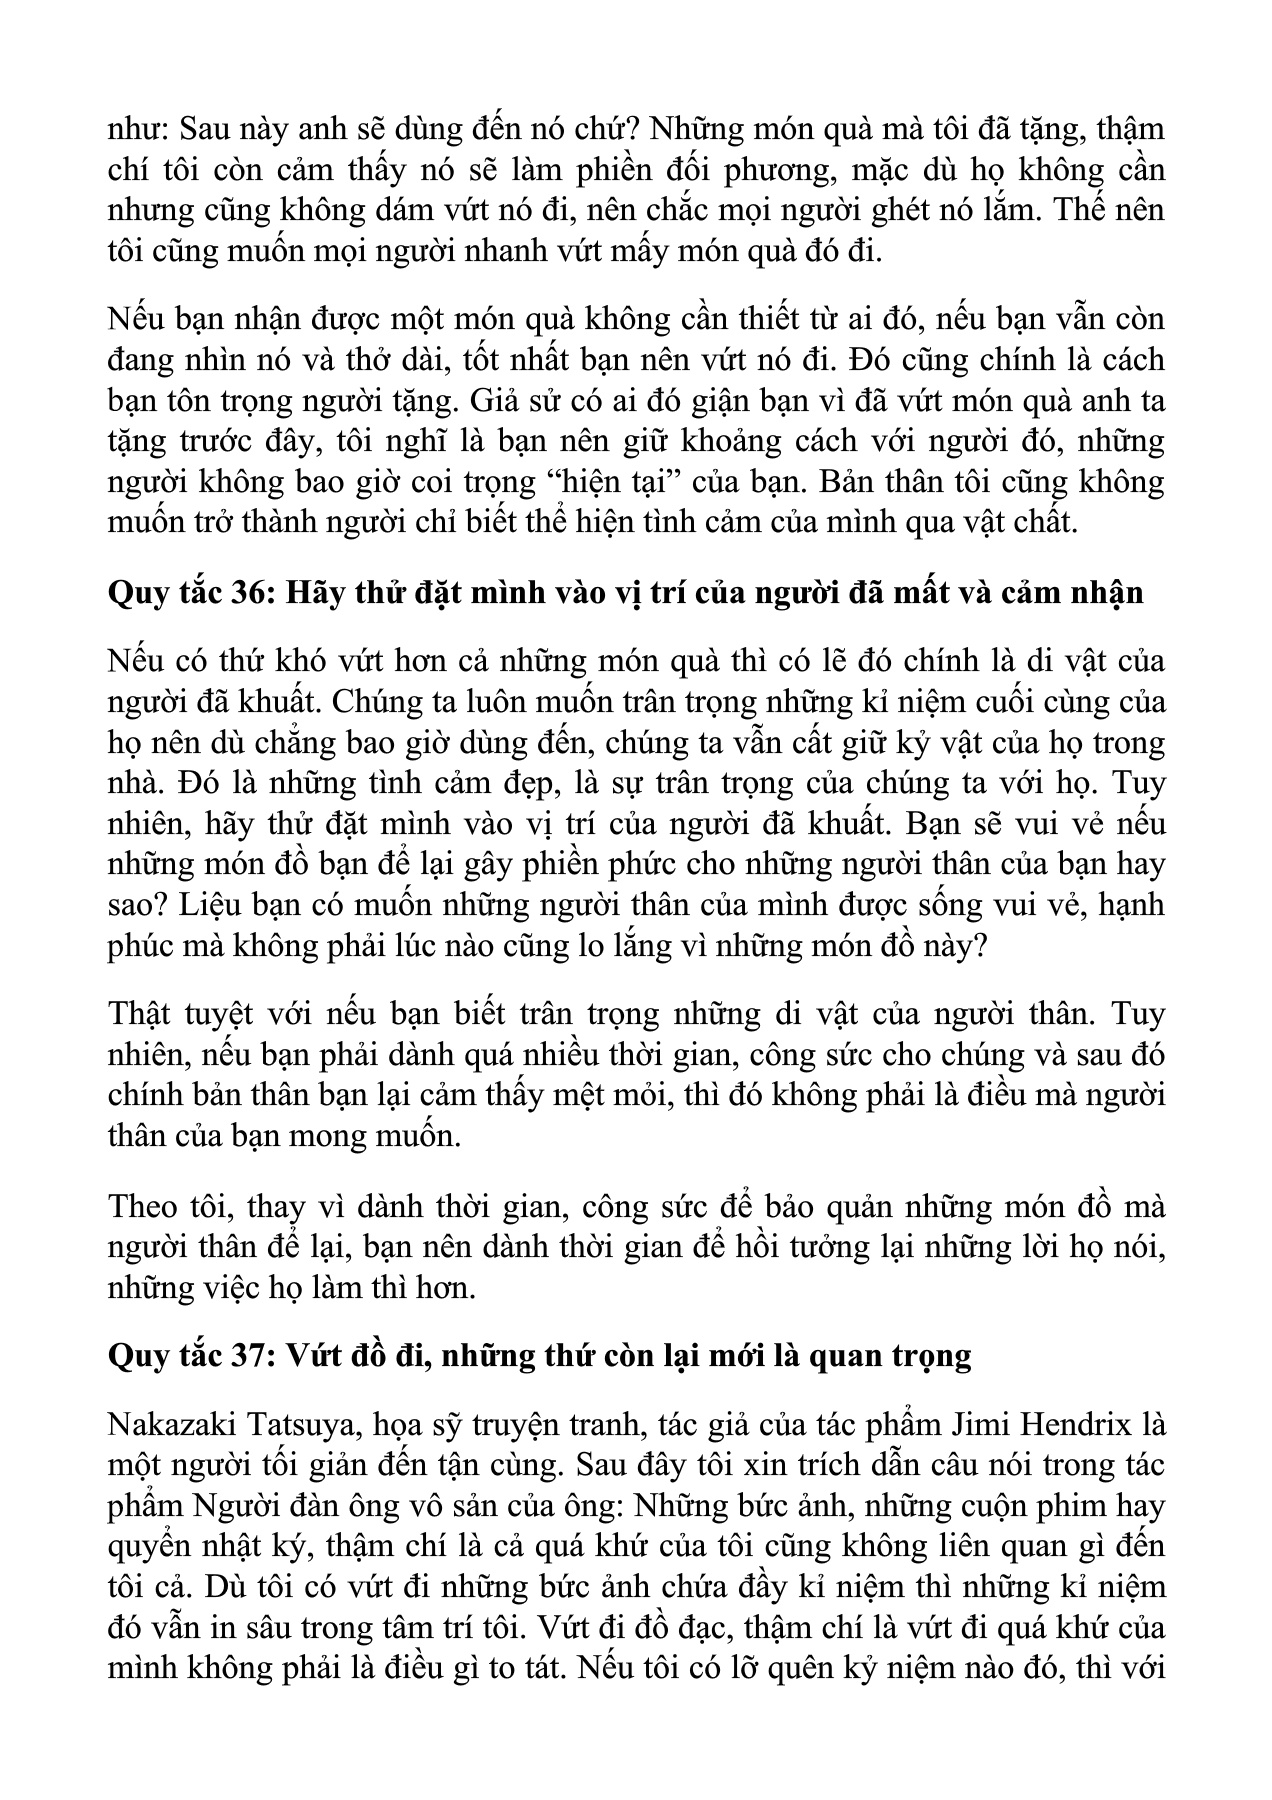 như: Sau này anh sẽ dùng đến nó chứ? Những món quà mà tôi đã tặng, thậm
chí tôi còn cảm thấy nó sẽ làm phiền đối phương, mặc dù họ không cần
nhưng cũng không dám vứt nó đi, nên chắc mọi người ghét nó lắm. Thế nên
tôi cũng muốn mọi người nhanh vứt mấy món quà đó đi.
Nếu bạn nhận được một món quà không cần thiết từ ai đó, nếu bạn vẫn còn
đang nhìn nó và thở dài, tốt nhất bạn nên vứt nó đi. Đó cũng chính là cách
bạn tôn trọng người tặng. Giả sử có ai đó giận bạn vì đã vứt món quà anh ta
tặng trước đây, tôi nghĩ là bạn nên giữ khoảng cách với người đó, những
người không bao giờ coi trọng “hiện tại” của bạn. Bản thân tôi cũng không
muốn trở thành người chỉ biết thể hiện tình cảm của mình qua vật chất.
Quy tắc 36: Hãy thử đặt mình vào vị trí của người đã mất và cảm nhận
Nếu có thứ khó vứt hơn cả những món quà thì có lẽ đó chính là di vật của
người đã khuất. Chúng ta luôn muốn trân trọng những kỉ niệm cuối cùng của
họ nên dù chẳng bao giờ dùng đến, chúng ta vẫn cất giữ kỷ vật của họ trong
nhà. Đó là những tình cảm đẹp, là sự trân trọng của chúng ta với họ. Tuy
nhiên, hãy thử đặt mình vào vị trí của người đã khuất. Bạn sẽ vui vẻ nếu
những món đồ bạn để lại gây phiền phức cho những người thân của bạn hay
sao? Liệu bạn có muốn những người thân của mình được sống vui vẻ, hạnh
phúc mà không phải lúc nào cũng lo lắng vì những món đồ này?
Thật tuyệt vời nếu bạn biết trân trọng những di vật của người thân. Tuy
nhiên, nếu bạn phải dành quá nhiều thời gian, công sức cho chúng và sau đó
chính bản thân bạn lại cảm thấy mệt mỏi, thì đó không phải là điều mà người
thân của bạn mong muốn.
Theo tôi, thay vì dành thời gian, công sức để bảo quản những món đồ mà
người thân để lại, bạn nên dành thời gian để hồi tưởng lại những lời họ nói,
những việc họ làm thì hơn.
Quy tắc 37: Vứt đồ đi, những thứ còn lại mới là quan trọng
Nakazaki Tatsuya, họa sỹ truyện tranh, tác giả của tác phẩm Jimi Hendrix là
một người tối giản đến tận cùng. Sau đây tôi xin trích dẫn câu nói trong tác
phẩm Người đàn ông vô sản của ông: Những bức ảnh, những cuộn phim hay
quyển nhật ký, thậm chí là cả quá khứ của tôi cũng không liên quan gì đến
tôi cả. Dù tôi có vứt đi những bức ảnh chứa đầy kỉ niệm thì những kỉ niệm
đó vẫn in sâu trong tâm trí tôi. Vứt đi đồ đạc, thậm chí là vứt đi quá khứ của
mình không phải là điều gì to tát. Nếu tôi có lỡ quên kỷ niệm nào đó, thì với